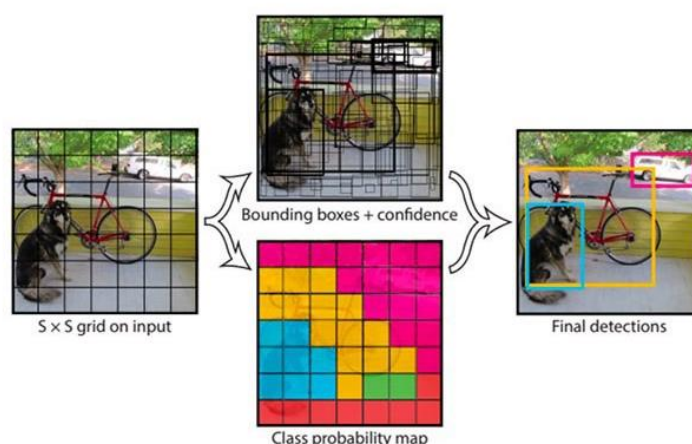 Bounding boxes + confidence
S × S grid on input
Final detections
Class probability map